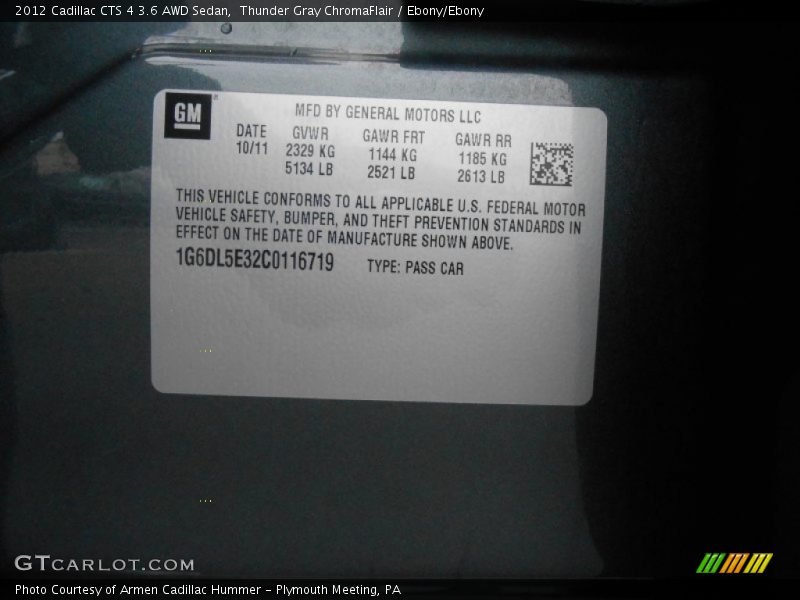 2012 Cadillac CTS 4 3.6 AWD Sedan,  Thunder Gray ChromaFlair / Ebony/Ebony
GM
MFD BY GENERAL MOTORS LLC
DATE GVWR GAWR FRT GAWR RR
10/11 2329 KG 1144 KG 1185 KG
5134 LB 2521 LB 2613 LB
THIS VEHICLE CONFORMS TO ALL APPLICABLE U.S. FEDERAL MOTOR
VEHICLE SAFETY, BUMPER, AND THEFT PREVENTION STANDARDS IN
EFFECT ON THE DATE OF MANUFACTURE SHOWN ABOVE.
1G6DL5E32C0116719 TYPE: PASS CAR
GTCARLOT.COM
Photo Courtesy of Armen Cadillac Hummer – Plymouth Meeting, PA